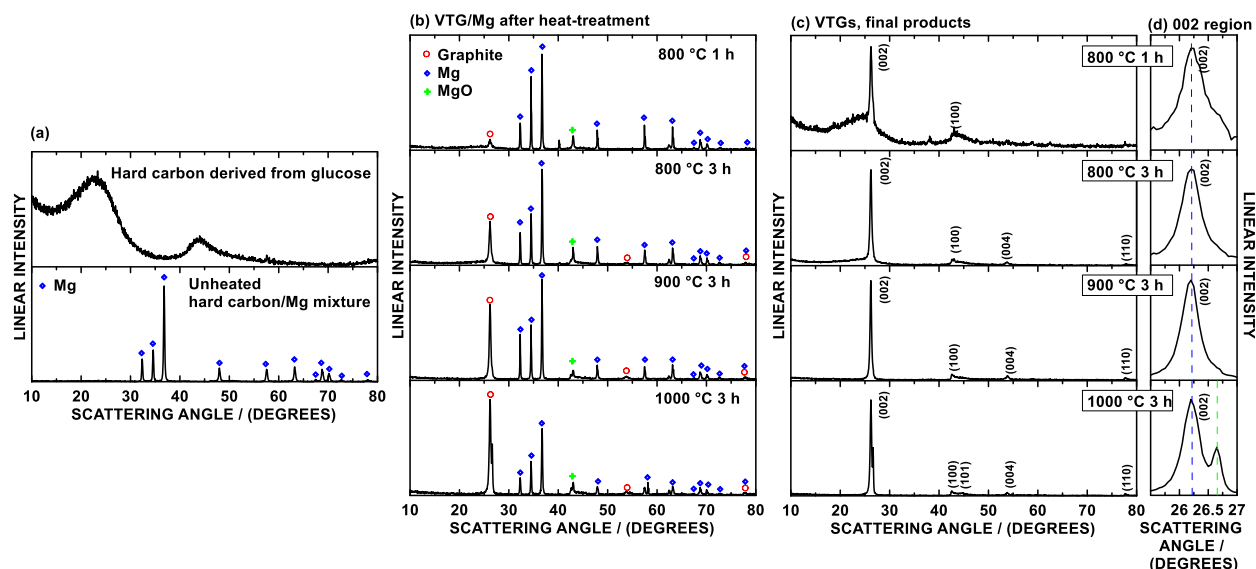 (a)
Hard carbon derived from glucose
Mg
Unheated
hard carbon/Mg mixture
LINEAR INTENSITY
10 20 30 40 50 60 70 80
SCATTERING ANGLE / (DEGREES)
(b) VTG/Mg after heat-treatment
Graphite
Mg
MgO
800 °C 1 h
800 °C 3 h
900 °C 3 h
1000 °C 3 h
LINEAR INTENSITY
10 20 30 40 50 60 70 80
SCATTERING ANGLE / (DEGREES)
(c) VTGs, final products
800 °C 1 h
(002)
(100)
800 °C 3 h
(002)
(100)
(004)
(110)
900 °C 3 h
(002)
(100)
(004)
(110)
1000 °C 3 h
(002)
(100)
(101)
(004)
(110)
LINEAR INTENSITY
10 20 30 40 50 60 70 80
SCATTERING ANGLE / (DEGREES)
(d) 002 region
(002)
(002)
(002)
(002)
LINEAR INTENSITY
26 26.5 27
SCATTERING
ANGLE /
(DEGREES)